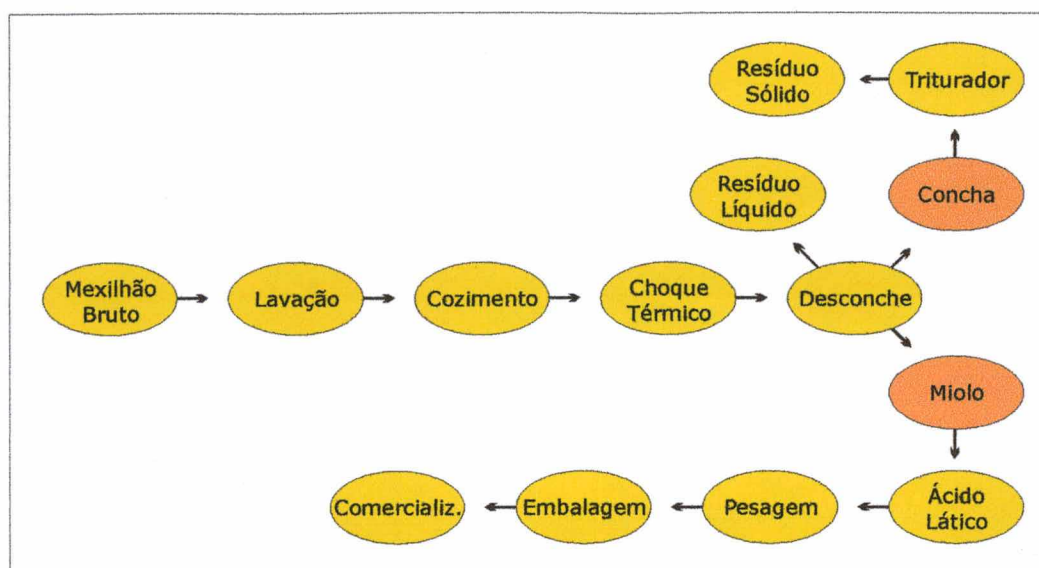 Resíduo
Sólido
Triturador
Resíduo
Líquido
Concha
Mexilhão
Bruto
Lavação
Cozimento
Choque
Térmico
Desconche
Miolo
Comercializ.
Embalagem
Pesagem
Ácido
Lático